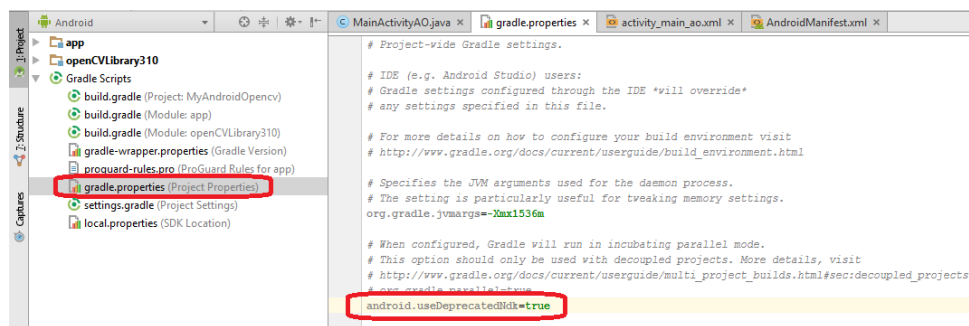 Android
MainActivityAO.java
gradle.properties
activity_main_ao.xml
AndroidManifest.xml
1: Project
7: Structure
Captures
app
openCVLibrary310
Gradle Scripts
build.gradle (Project: MyAndroidOpencv)
build.gradle (Module: app)
build.gradle (Module: openCVLibrary310)
gradle-wrapper.properties (Gradle Version)
proguard-rules.pro (ProGuard Rules for app)
gradle.properties (Project Properties)
settings.gradle (Project Settings)
local.properties (SDK Location)
# Project-wide Gradle settings.
# IDE (e.g. Android Studio) users:
# Gradle settings configured through the IDE *will override*
# any settings specified in this file.
# For more details on how to configure your build environment visit
# http://www.gradle.org/docs/current/userguide/build_environment.html
# Specifies the JVM arguments used for the daemon process.
# The setting is particularly useful for tweaking memory settings.
org.gradle.jvmargs=-Xmx1536m
# When configured, Gradle will run in incubating parallel mode.
# This option should only be used with decoupled projects. More details, visit
# http://www.gradle.org/docs/current/userguide/multi_project_builds.html#sec:decoupled_projects
# org.gradle.parallel=true
android.useDeprecatedNdk=true